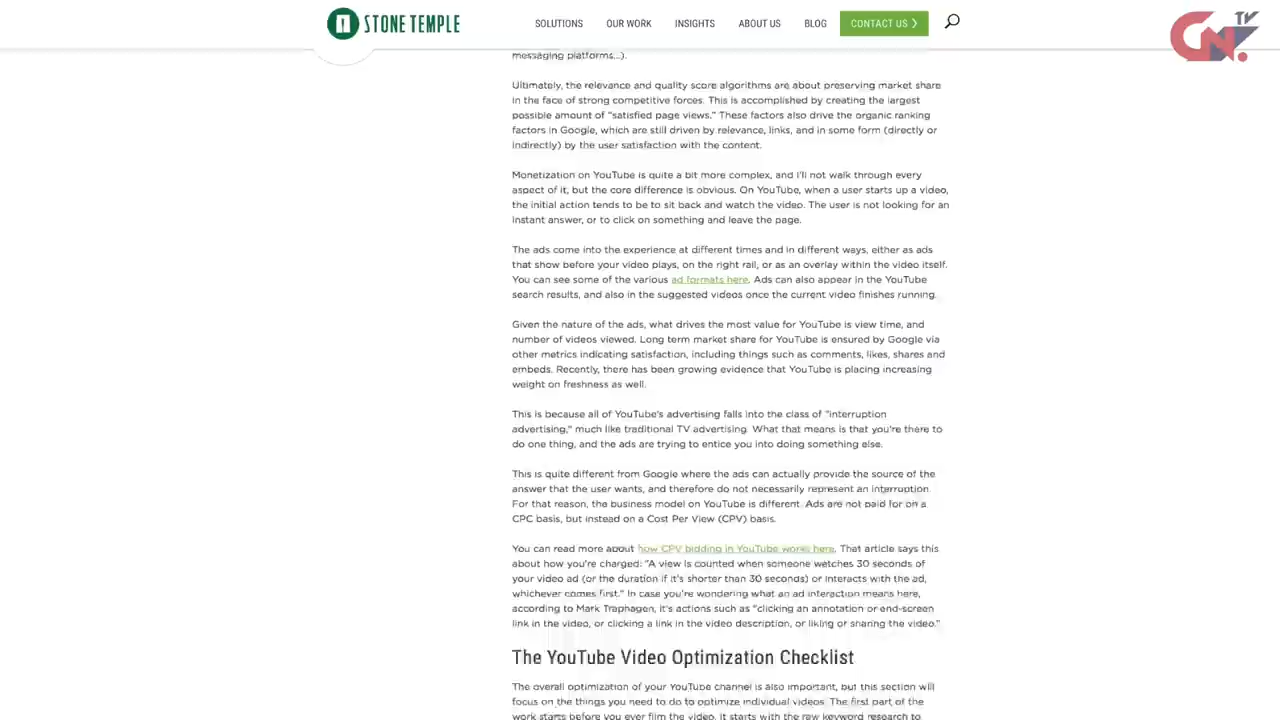 STONE TEMPLE
SOLUTIONS OUR WORK INSIGHTS ABOUT US BLOG CONTACT US
GN TV
messaging platforms...).
Ultimately, the relevance and quality score algorithms are about preserving market share
in the face of strong competitive forces. This is accomplished by creating the largest
possible amount of "satisfied page views." These factors also drive the organic ranking
factors in Google, which are still driven by relevance, links, and in some form (directly or
indirectly) by the user satisfaction with the content.
Monetization on YouTube is quite a bit more complex, and I'll not walk through every
aspect of it, but the core difference is obvious. On YouTube, when a user starts up a video,
the initial action tends to be to sit back and watch the video. The user is not looking for an
instant answer, or to click on something and leave the page.
The ads come into the experience at different times and in different ways, either as ads
that show before your video plays, on the right rail, or as an overlay within the video itself.
You can see some of the various ad formats here. Ads can also appear in the YouTube
search results, and also in the suggested videos once the current video finishes running.
Given the nature of the ads, what drives the most value for YouTube is view time, and
number of videos viewed. Long term market share for YouTube is ensured by Google via
other metrics indicating satisfaction, including things such as comments, likes, shares and
embeds. Recently, there has been growing evidence that YouTube is placing increasing
weight on freshness as well.
This is because all of YouTube's advertising falls into the class of "interruption
advertising," much like traditional TV advertising. What that means is that you're there to
do one thing, and the ads are trying to entice you into doing something else.
This is quite different from Google where the ads can actually provide the source of the
answer that the user wants, and therefore do not necessarily represent an interruption.
For that reason, the business model on YouTube is different. Ads are not paid for on a
CPC basis, but instead on a Cost Per View (CPV) basis.
You can read more about how CPV bidding in YouTube works here. That article says this
about how you're charged: "A view is counted when someone watches 30 seconds of
your video ad (or the duration if it's shorter than 30 seconds) or interacts with the ad,
whichever comes first." In case you're wondering what an ad interaction means here,
according to Mark Traphagen, it's actions such as "clicking an annotation or end-screen
link in the video, or clicking a link in the video description, or liking or sharing the video."
The YouTube Video Optimization Checklist
The overall optimization of your YouTube channel is also important, but this section will
focus on the things you need to do to optimize individual videos. The first part of the
work starts before you ever film the video, it starts with the raw keyword research to